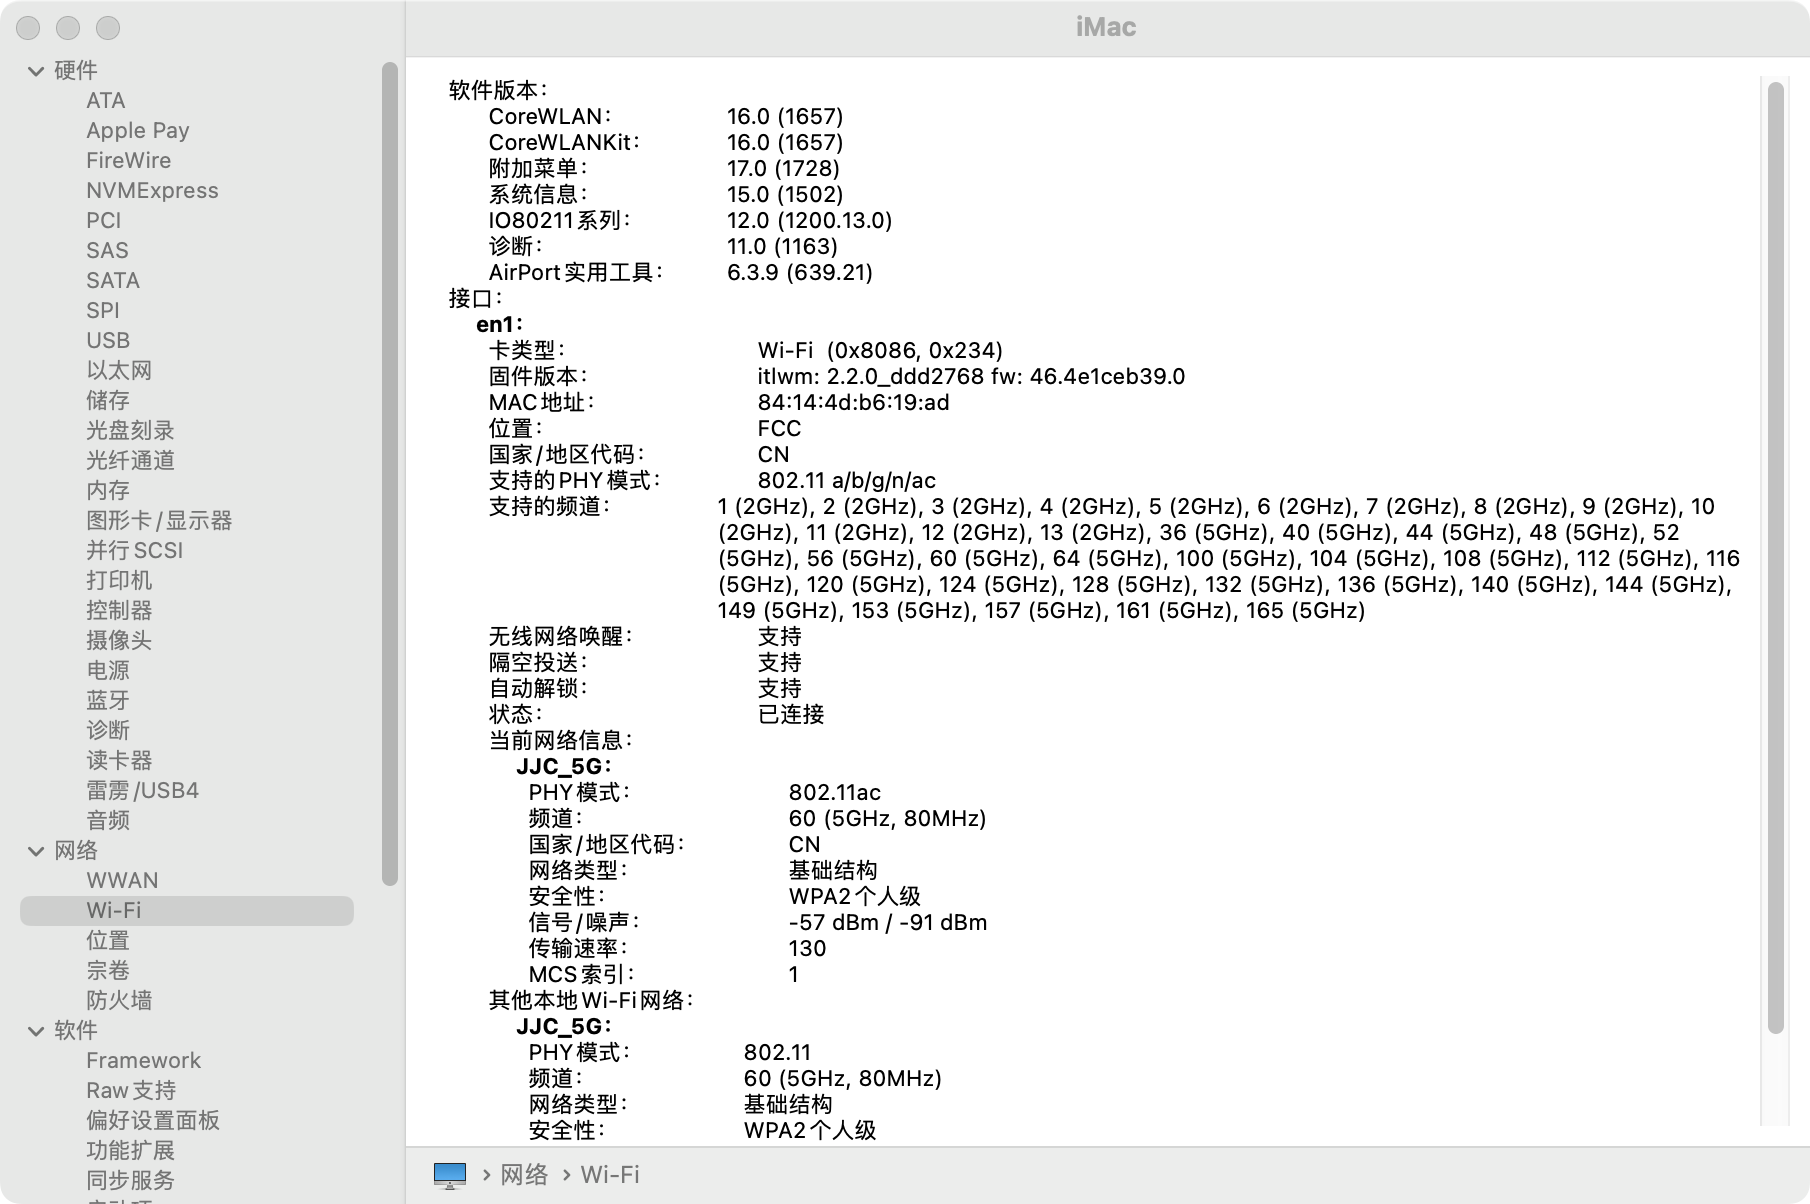 iMac
硬件
ATA
Apple Pay
FireWire
NVMExpress
PCI
SAS
SATA
SPI
USB
以太网
储存
光盘刻录
光纤通道
内存
图形卡/显示器
并行SCSI
打印机
控制器
摄像头
电源
蓝牙
诊断
读卡器
雷雳/USB4
音频
网络
WWAN
Wi-Fi
位置
宗卷
防火墙
软件
Framework
Raw支持
偏好设置面板
功能扩展
同步服务
软件版本：
CoreWLAN： 16.0 (1657)
CoreWLANKit： 16.0 (1657)
附加菜单： 17.0 (1728)
系统信息： 15.0 (1502)
IO80211系列： 12.0 (1200.13.0)
诊断： 11.0 (1163)
AirPort实用工具： 6.3.9 (639.21)
接口：
en1：
卡类型： Wi-Fi  (0x8086, 0x234)
固件版本： itlwm: 2.2.0_ddd2768 fw: 46.4e1ceb39.0
MAC地址： 84:14:4d:b6:19:ad
位置： FCC
国家/地区代码： CN
支持的PHY模式： 802.11 a/b/g/n/ac
支持的频道： 1 (2GHz), 2 (2GHz), 3 (2GHz), 4 (2GHz), 5 (2GHz), 6 (2GHz), 7 (2GHz), 8 (2GHz), 9 (2GHz), 10
(2GHz), 11 (2GHz), 12 (2GHz), 13 (2GHz), 36 (5GHz), 40 (5GHz), 44 (5GHz), 48 (5GHz), 52
(5GHz), 56 (5GHz), 60 (5GHz), 64 (5GHz), 100 (5GHz), 104 (5GHz), 108 (5GHz), 112 (5GHz), 116
(5GHz), 120 (5GHz), 124 (5GHz), 128 (5GHz), 132 (5GHz), 136 (5GHz), 140 (5GHz), 144 (5GHz),
149 (5GHz), 153 (5GHz), 157 (5GHz), 161 (5GHz), 165 (5GHz)
无线网络唤醒： 支持
隔空投送： 支持
自动解锁： 支持
状态： 已连接
当前网络信息：
JJC_5G：
PHY模式： 802.11ac
频道： 60 (5GHz, 80MHz)
国家/地区代码： CN
网络类型： 基础结构
安全性： WPA2个人级
信号/噪声： -57 dBm / -91 dBm
传输速率： 130
MCS索引： 1
其他本地Wi-Fi网络：
JJC_5G：
PHY模式： 802.11
频道： 60 (5GHz, 80MHz)
网络类型： 基础结构
安全性： WPA2个人级
› 网络 › Wi-Fi